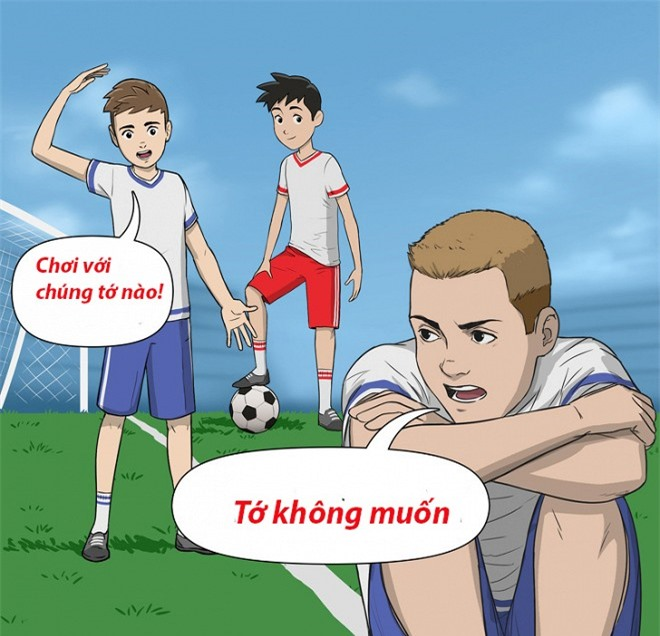 Chơi với
chúng tớ nào!
Tớ không muốn